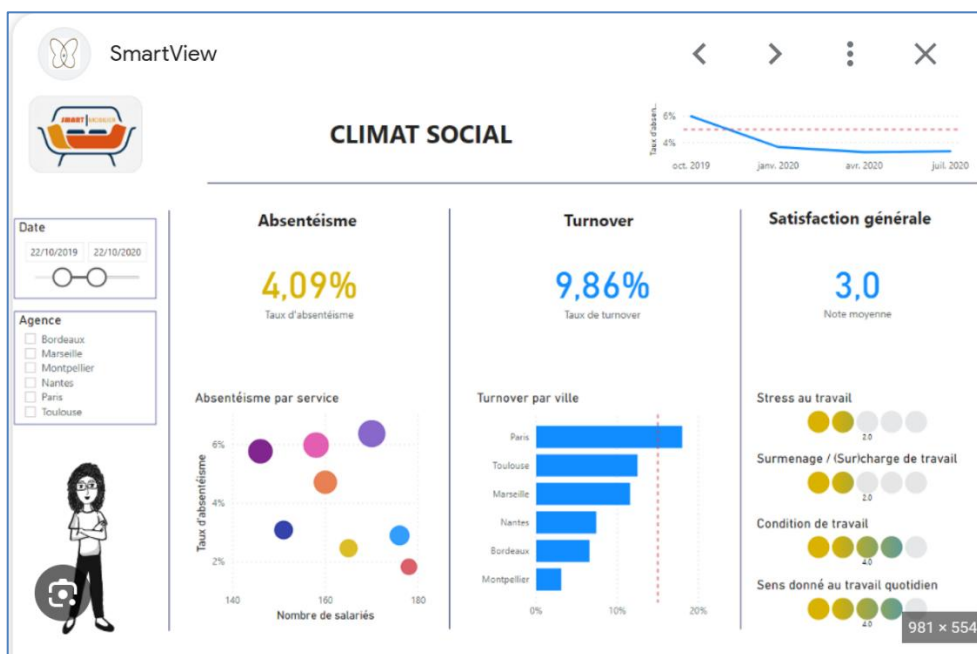 SmartView
SMART
CLIMAT SOCIAL
Taux d'absen...
6%
4%
oct. 2019 janv. 2020 avr. 2020 juil. 2020
Date
22/10/2019 22/10/2020
Agence
Bordeaux
Marseille
Montpellier
Nantes
Paris
Toulouse
Absentéisme
4,09%
Taux d'absentéisme
Absentéisme par service
Taux d'absentéisme
6%
4%
2%
140 160 180
Nombre de salariés
Turnover
9,86%
Taux de turnover
Turnover par ville
Paris
Toulouse
Marseille
Nantes
Bordeaux
Montpellier
0% 10% 20%
Satisfaction générale
3,0
Note moyenne
Stress au travail
2.0
Surmenage / (Sur)charge de travail
2.0
Condition de travail
4.0
Sens donné au travail quotidien
4.0
981 × 554